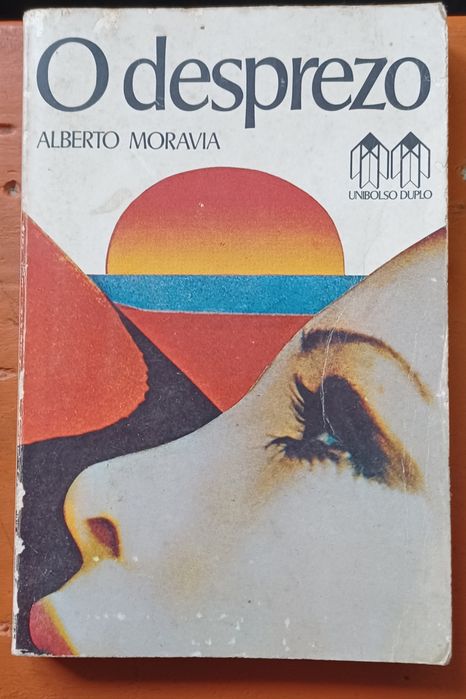 O desprezo
ALBERTO MORAVIA
UNIBOLSO DUPLO